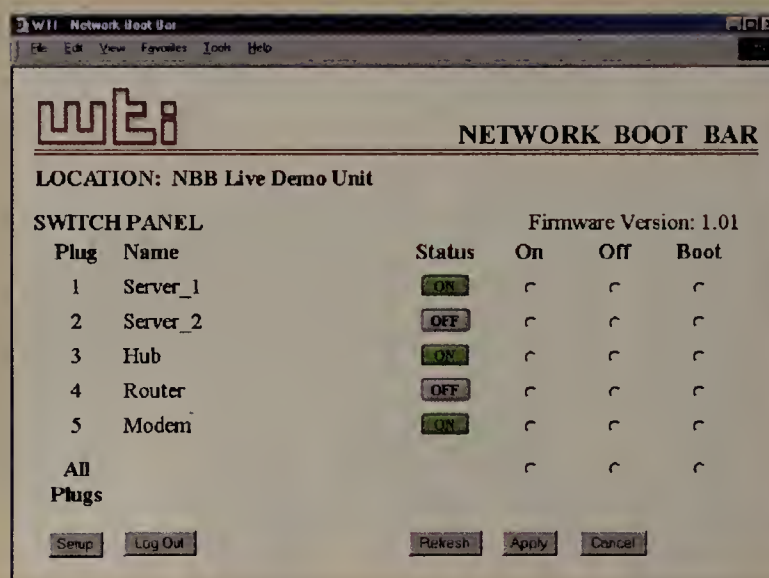 WTI Network Boot Bar
File Edit View Favorites Tools Help
wti
NETWORK BOOT BAR
LOCATION: NBB Live Demo Unit
SWITCH PANEL Firmware Version: 1.01
Plug Name Status On Off Boot
1 Server_1 ON
2 Server_2 OFF
3 Hub ON
4 Router OFF
5 Modem ON
All
Plugs
Setup Log Out Refresh Apply Cancel